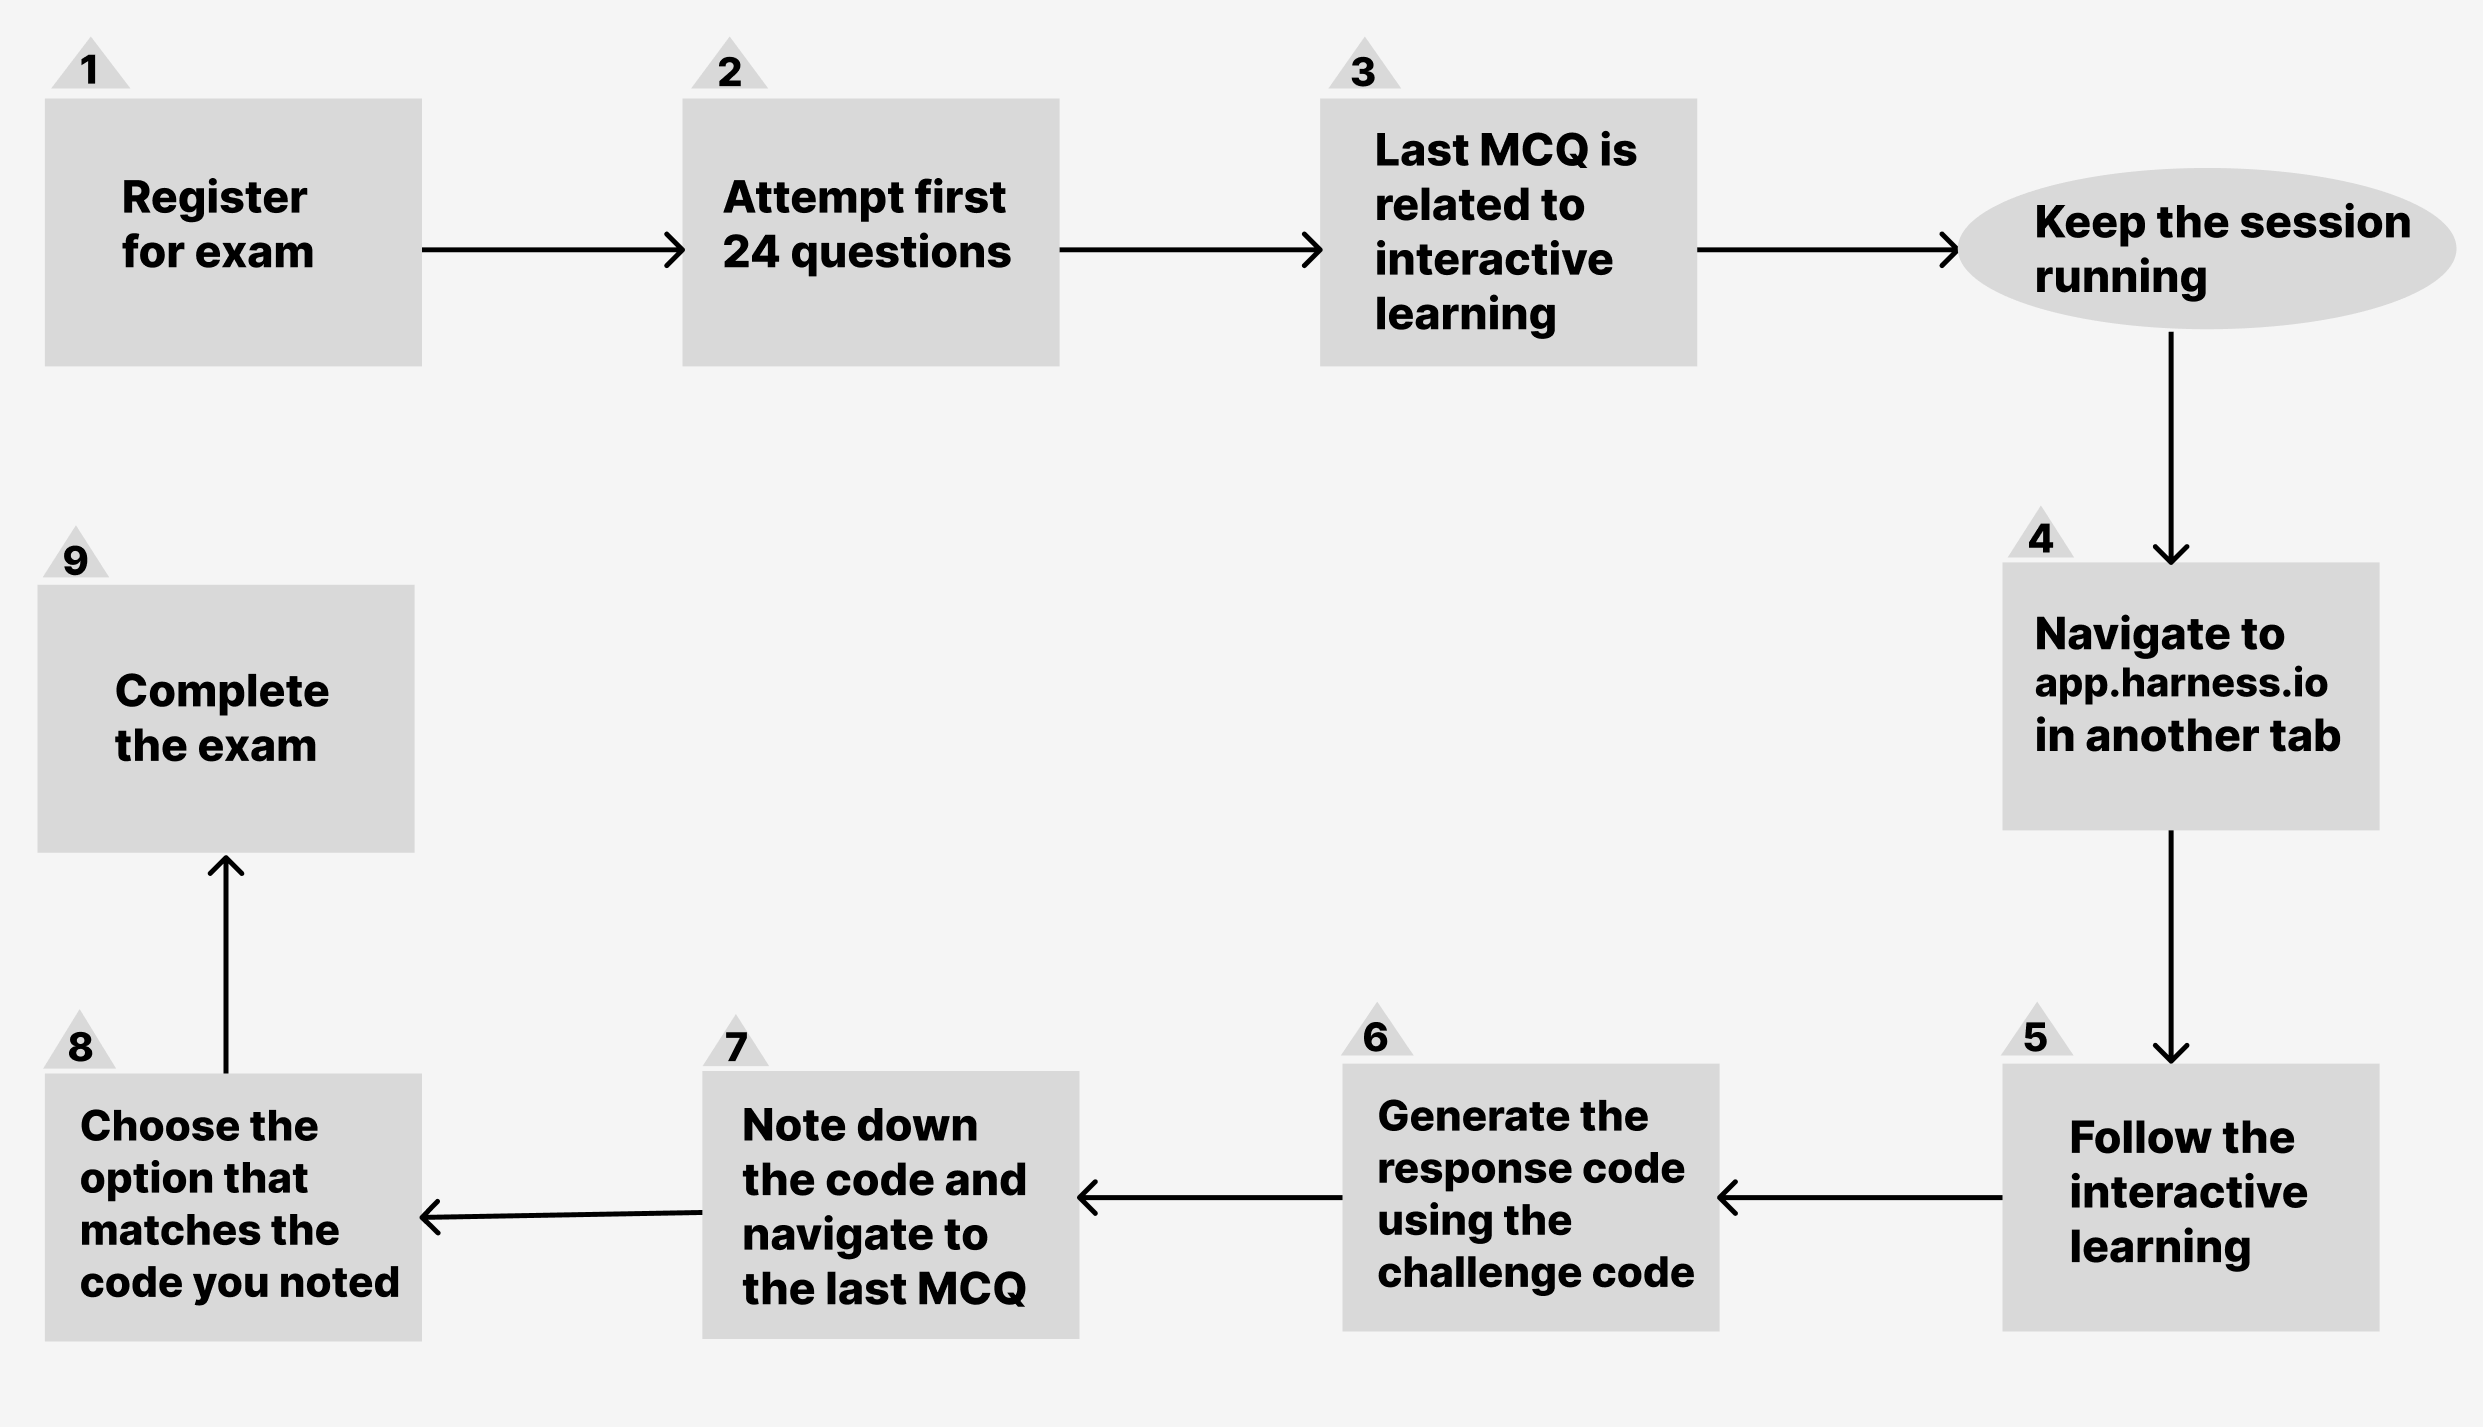 1
Register
for exam
2
Attempt first
24 questions
3
Last MCQ is
related to
interactive
learning
Keep the session
running
4
Navigate to
app.harness.io
in another tab
5
Follow the
interactive
learning
6
Generate the
response code
using the
challenge code
7
Note down
the code and
navigate to
the last MCQ
8
Choose the
option that
matches the
code you noted
9
Complete
the exam